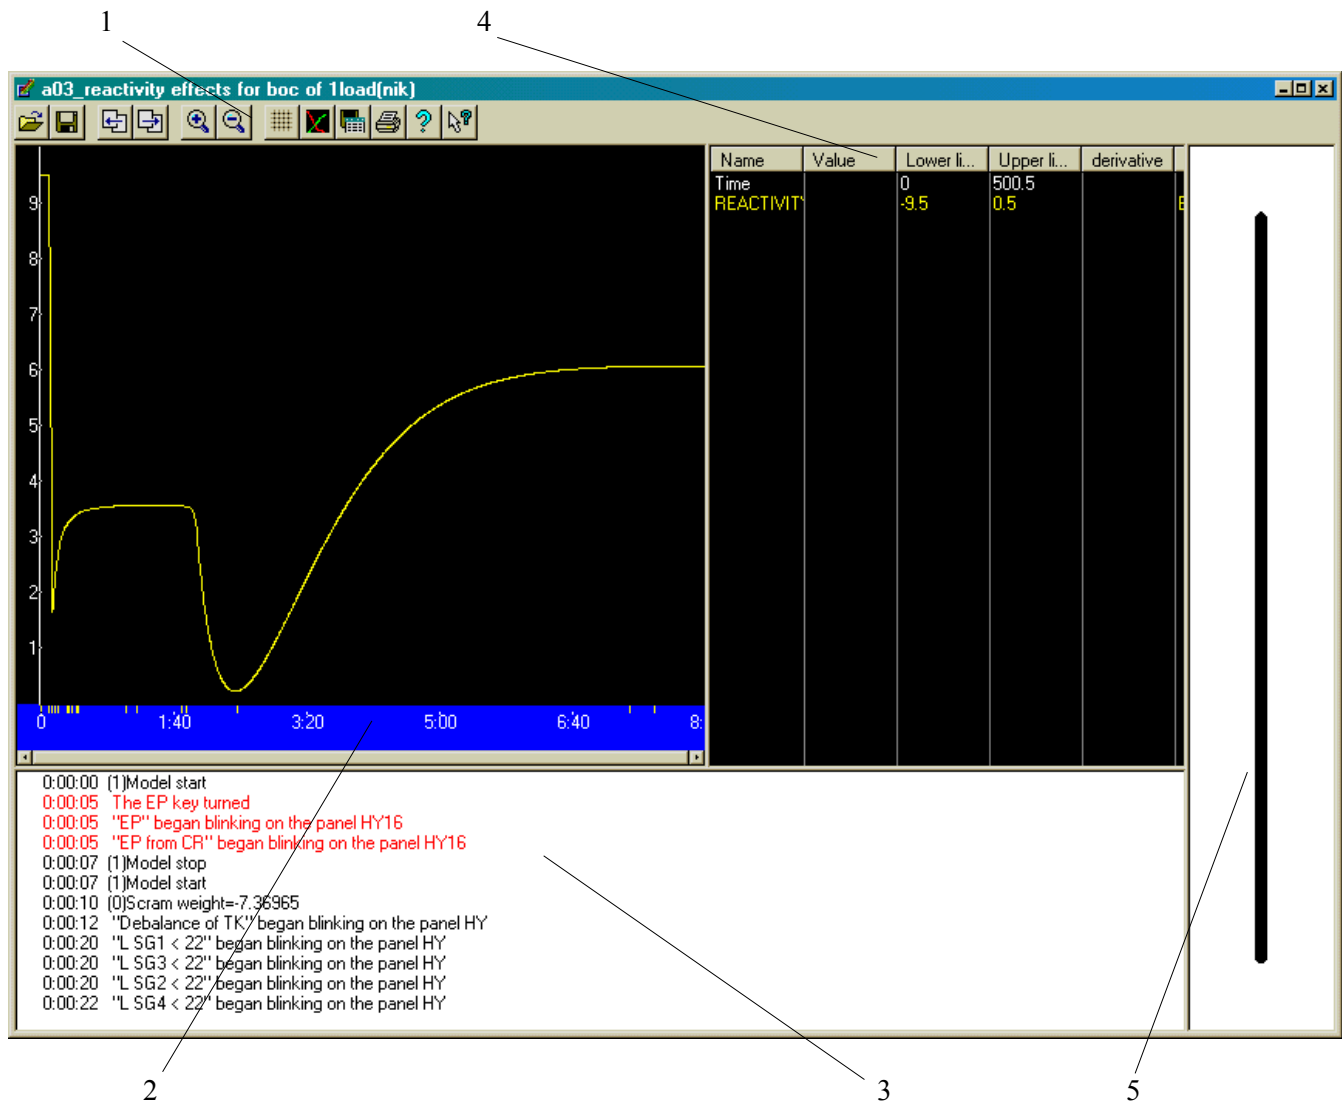 1
4
a03_reactivity effects for boc of 1load(nik)
Name Value Lower li... Upper li... derivative
Time 0 500.5
REACTIVITY -9.5 0.5 E
9
8
7
6
5
4
3
2
1
0 1:40 3:20 5:00 6:40 8:
0:00:00 (1)Model start
0:00:05 The EP key turned
0:00:05 "EP" began blinking on the panel HY16
0:00:05 "EP from CR" began blinking on the panel HY16
0:00:07 (1)Model stop
0:00:07 (1)Model start
0:00:10 (0)Scram weight=-7.36965
0:00:12 "Debalance of TK" began blinking on the panel HY
0:00:20 "L SG1 < 22" began blinking on the panel HY
0:00:20 "L SG3 < 22" began blinking on the panel HY
0:00:20 "L SG2 < 22" began blinking on the panel HY
0:00:22 "L SG4 < 22" began blinking on the panel HY
2
3
5